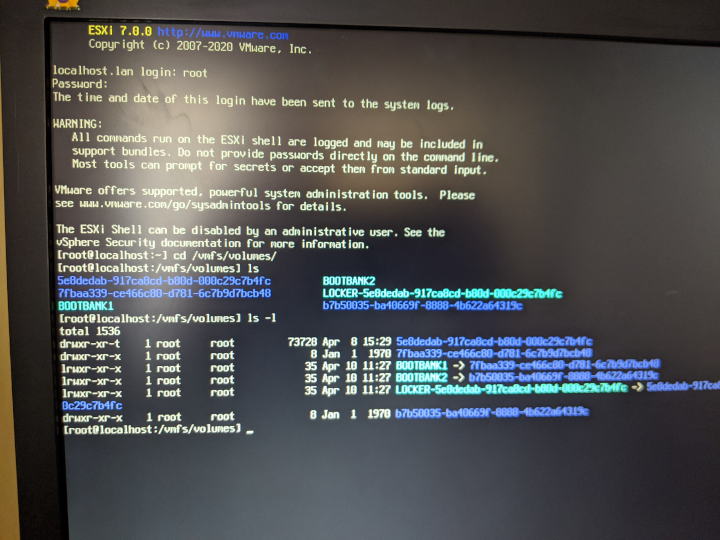 ESXi 7.0.0 http://www.vmware.com
Copyright (c) 2007-2020 VMware, Inc.
localhost.lan login: root
Password:
The time and date of this login have been sent to the system logs.
WARNING:
All commands run on the ESXi shell are logged and may be included in
support bundles. Do not provide passwords directly on the command line.
Most tools can prompt for secrets or accept them from standard input.
VMware offers supported, powerful system administration tools. Please
see www.vmware.com/go/sysadmintools for details.
The ESXi Shell can be disabled by an administrative user. See the
vSphere Security documentation for more information.
[root@localhost:~] cd /vmfs/volumes/
[root@localhost:/vmfs/volumes] ls
5e8dedab-917ca8cd-b80d-000c29c7b4fc BOOTBANK2
7fbaa339-ce466c80-d781-6c7b9d7bcb48 LOCKER-5e8dedab-917ca8cd-b80d-000c29c7b4fc
BOOTBANK1 b7b50035-ba40669f-8888-4b622a64319c
[root@localhost:/vmfs/volumes] ls -l
total 1536
drwxr-xr-t 1 root root 73728 Apr 8 15:29 5e8dedab-917ca8cd-b80d-000c29c7b4fc
drwxr-xr-x 1 root root 8 Jan 1 1970 7fbaa339-ce466c80-d781-6c7b9d7bcb48
lrwxr-xr-x 1 root root 35 Apr 10 11:27 BOOTBANK1 -> 7fbaa339-ce466c80-d781-6c7b9d7bcb48
lrwxr-xr-x 1 root root 35 Apr 10 11:27 BOOTBANK2 -> b7b50035-ba40669f-8888-4b622a64319c
lrwxr-xr-x 1 root root 35 Apr 10 11:27 LOCKER-5e8dedab-917ca8cd-b80d-000c29c7b4fc -> 5e8dedab-917ca
0c29c7b4fc
drwxr-xr-x 1 root root 8 Jan 1 1970 b7b50035-ba40669f-8888-4b622a64319c
[root@localhost:/vmfs/volumes] _